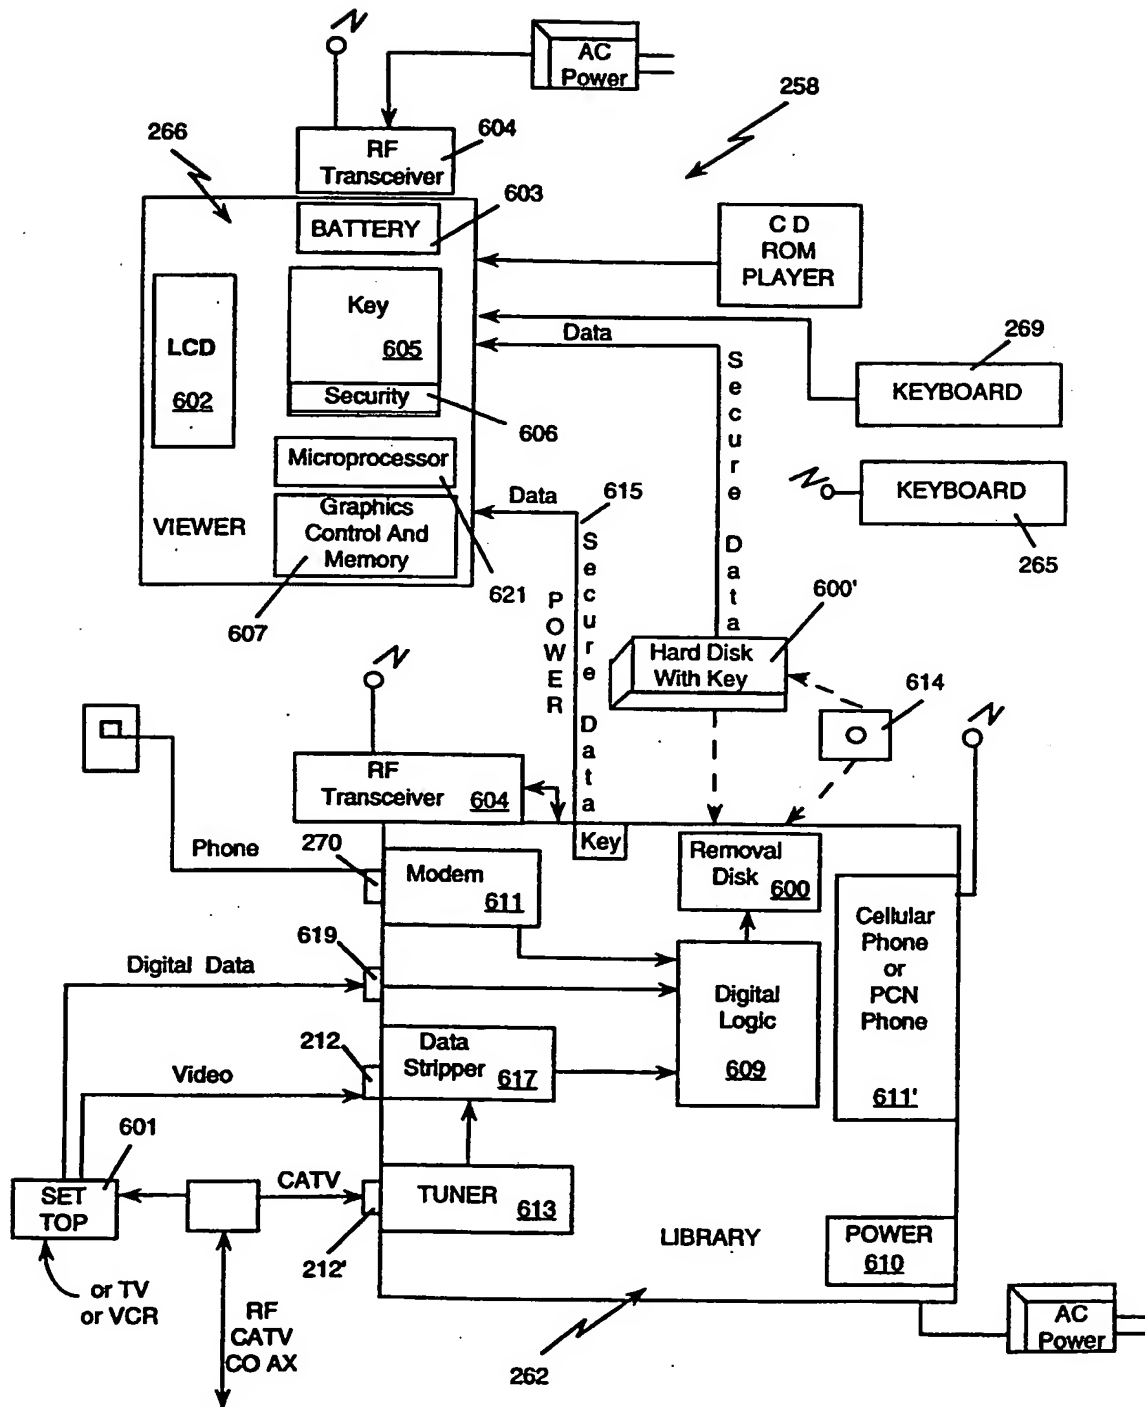 AC
Power
258
266
RF
Transceiver
604
603
BATTERY
C D
ROM
PLAYER
Key
605
Security
606
LCD
602
Data
Secure Data
269
KEYBOARD
KEYBOARD
265
Microprocessor
621
Graphics
Control And
Memory
607
VIEWER
Data
615
POWER
Secure Data
600'
Hard Disk
With Key
614
RF
Transceiver
604
Phone
270
Modem
611
Key
Removal
Disk
600
Cellular
Phone
or
PCN
Phone
611'
619
Digital Data
Digital
Logic
609
212
Video
Data
Stripper
617
601
SET
TOP
CATV
212'
TUNER
613
LIBRARY
POWER
610
or TV
or VCR
RF
CATV
CO AX
262
AC
Power